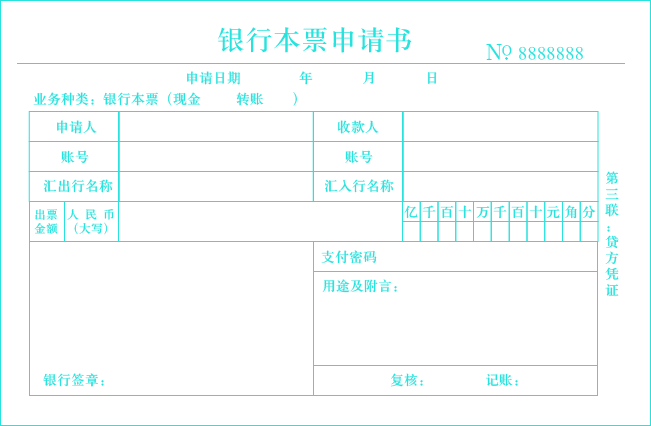 银行本票申请书
No 8888888
申请日期 年 月 日
业务种类：银行本票（现金 转账 ）
申请人 收款人
账号 账号
汇出行名称 汇入行名称
出票金额 人民币（大写） 亿 千 百 十 万 千 百 十 元 角 分
支付密码
用途及附言：
银行签章： 复核： 记账：
第三联：贷方凭证